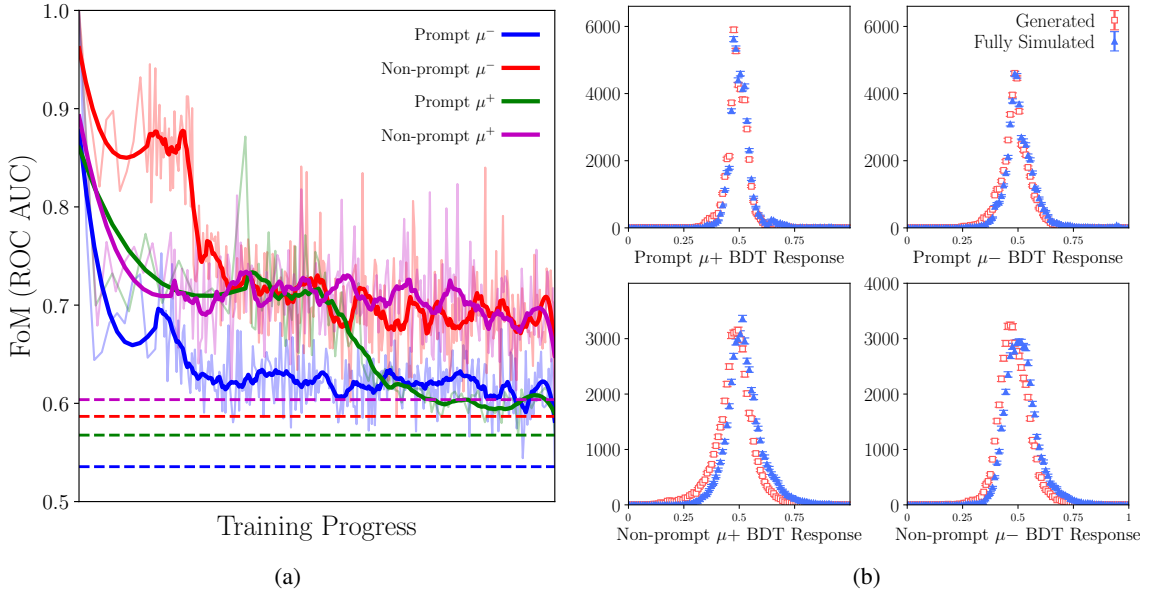 1.0
0.9
0.8
0.7
0.6
0.5
FoM (ROC AUC)
Training Progress
Prompt μ⁻
Non-prompt μ⁻
Prompt μ⁺
Non-prompt μ⁺
(a)
6000
4000
2000
0
0 0.25 0.5 0.75
Prompt μ+ BDT Response
Generated
Fully Simulated
6000
4000
2000
0
0 0.25 0.5 0.75
Prompt μ− BDT Response
3000
2000
1000
0
0 0.25 0.5 0.75
Non-prompt μ+ BDT Response
4000
3000
2000
1000
0
0 0.25 0.5 0.75 1
Non-prompt μ− BDT Response
(b)